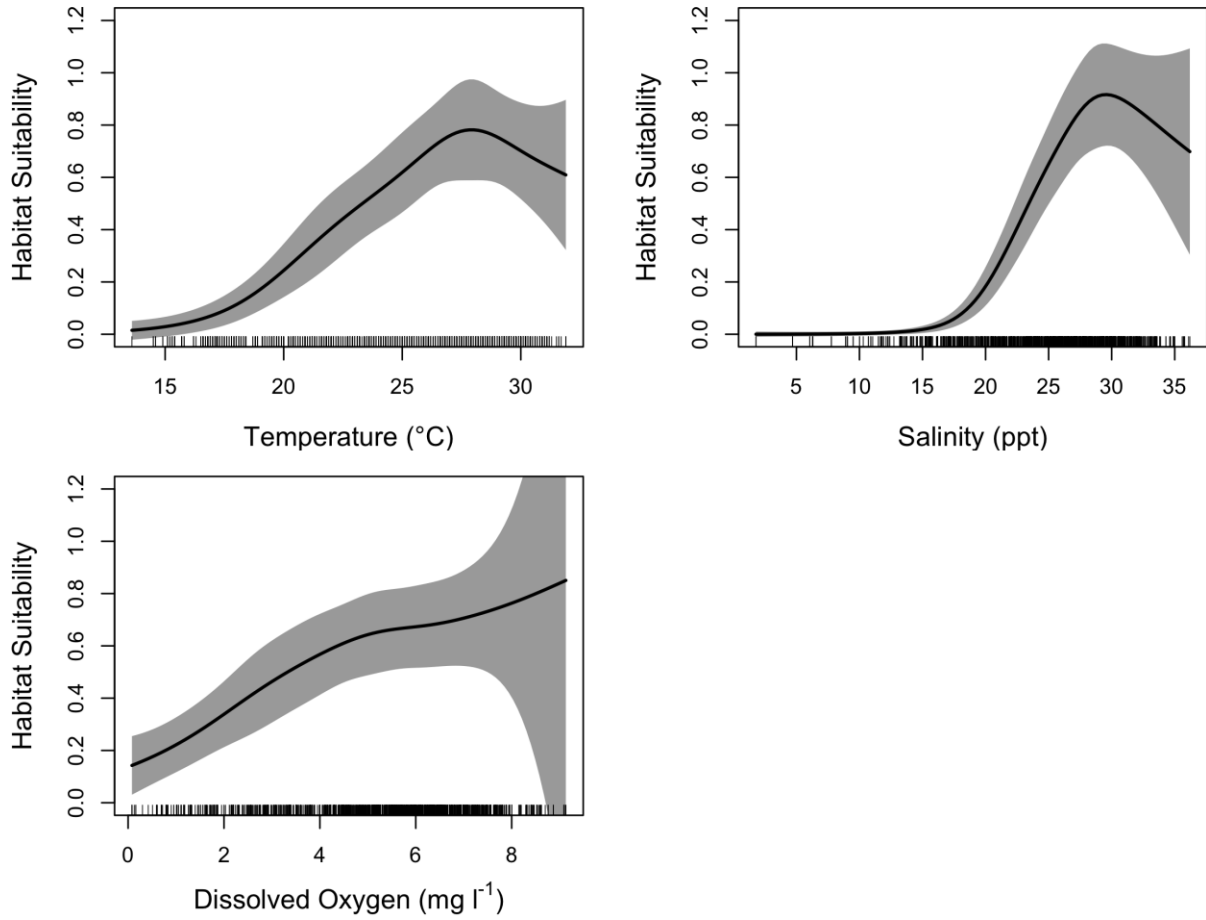 Habitat Suitability
1.2
1.0
0.8
0.6
0.4
0.2
0.0
15 20 25 30
Temperature (°C)
Habitat Suitability
1.2
1.0
0.8
0.6
0.4
0.2
0.0
5 10 15 20 25 30 35
Salinity (ppt)
Habitat Suitability
1.2
1.0
0.8
0.6
0.4
0.2
0.0
0 2 4 6 8
Dissolved Oxygen (mg l⁻¹)